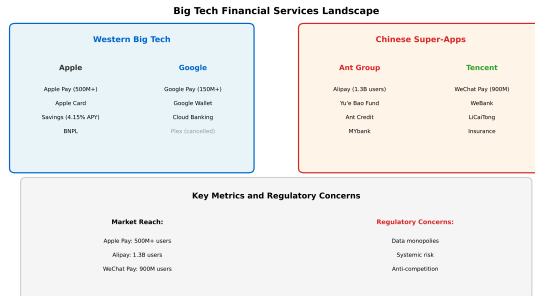 Big Tech Financial Services Landscape
Western Big Tech
Apple
Apple Pay (500M+)
Apple Card
Savings (4.15% APY)
BNPL
Google
Google Pay (150M+)
Google Wallet
Cloud Banking
Plex (cancelled)
Chinese Super-Apps
Ant Group
Alipay (1.3B users)
Yu'e Bao Fund
Ant Credit
MYbank
Tencent
WeChat Pay (900M)
WeBank
LiCaiTong
Insurance
Key Metrics and Regulatory Concerns
Market Reach:
Apple Pay: 500M+ users
Alipay: 1.3B users
WeChat Pay: 900M users
Regulatory Concerns:
Data monopolies
Systemic risk
Anti-competition